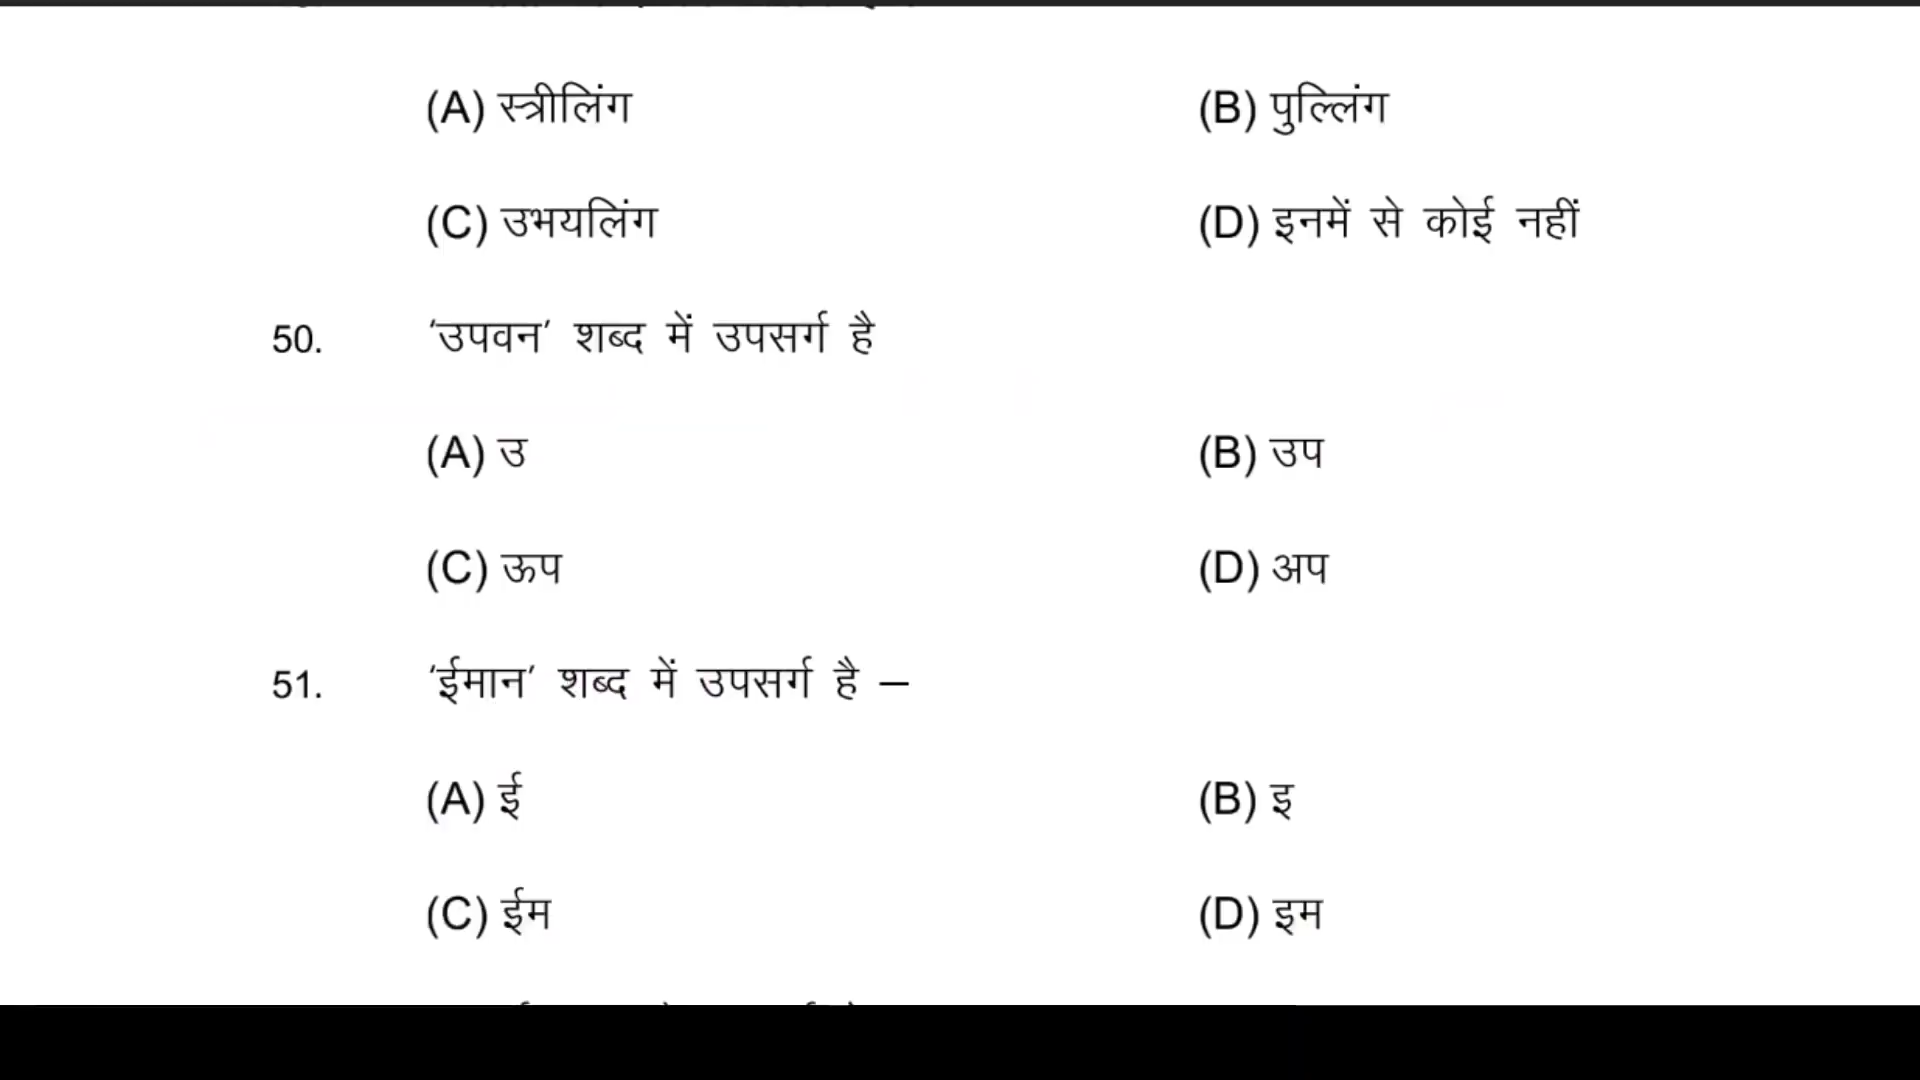 (A) स्त्रीलिंग (B) पुल्लिंग
(C) उभयलिंग (D) इनमें से कोई नहीं
50. ‘उपवन’ शब्द में उपसर्ग है
(A) उ (B) उप
(C) ऊप (D) अप
51. ‘ईमान’ शब्द में उपसर्ग है –
(A) ई (B) इ
(C) ईम (D) इम